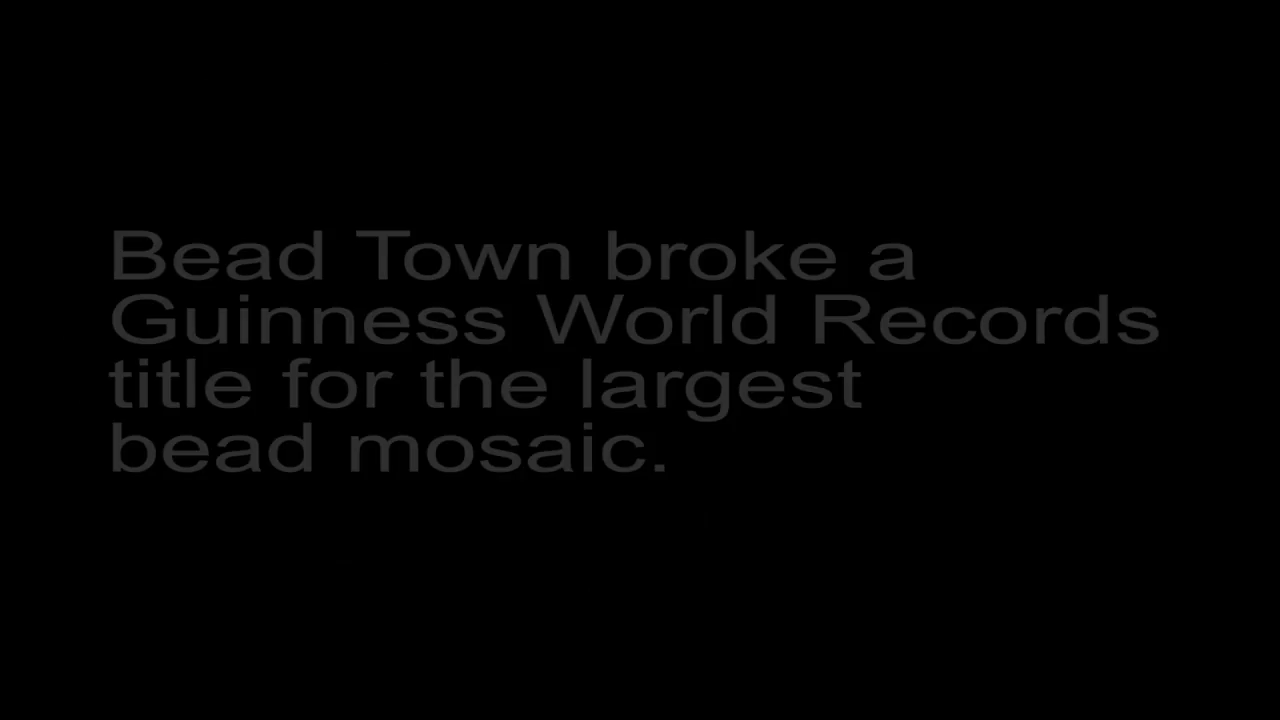 Bead Town broke a
Guinness World Records
title for the largest
bead mosaic.